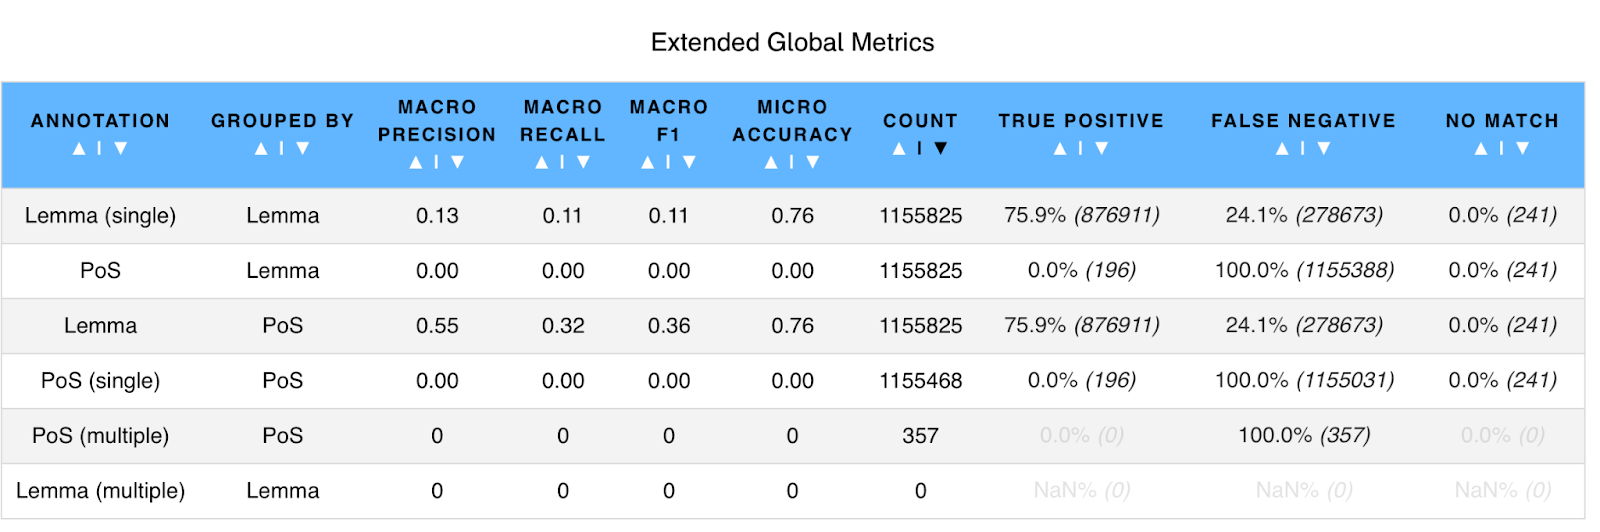 Extended Global Metrics
ANNOTATION GROUPED BY MACRO PRECISION MACRO RECALL MACRO F1 MICRO ACCURACY COUNT TRUE POSITIVE FALSE NEGATIVE NO MATCH
▲ | ▼ ▲ | ▼ ▲ | ▼ ▲ | ▼ ▲ | ▼ ▲ | ▼ ▲ | ▼ ▲ | ▼ ▲ | ▼ ▲ | ▼
Lemma (single) Lemma 0.13 0.11 0.11 0.76 1155825 75.9% (876911) 24.1% (278673) 0.0% (241)
PoS Lemma 0.00 0.00 0.00 0.00 1155825 0.0% (196) 100.0% (1155388) 0.0% (241)
Lemma PoS 0.55 0.32 0.36 0.76 1155825 75.9% (876911) 24.1% (278673) 0.0% (241)
PoS (single) PoS 0.00 0.00 0.00 0.00 1155468 0.0% (196) 100.0% (1155031) 0.0% (241)
PoS (multiple) PoS 0 0 0 0 357 0.0% (0) 100.0% (357) 0.0% (0)
Lemma (multiple) Lemma 0 0 0 0 0 NaN% (0) NaN% (0) NaN% (0)